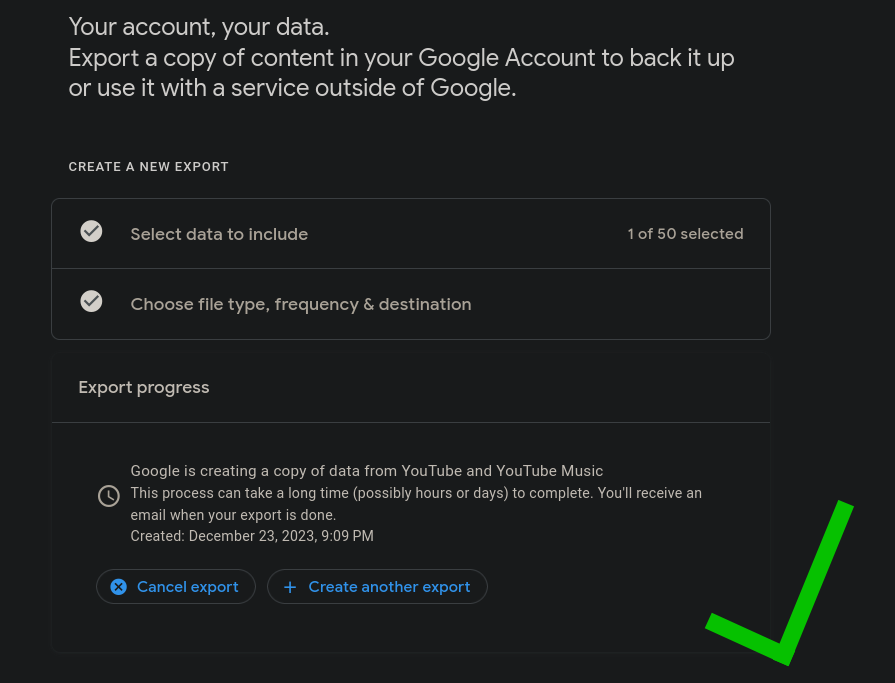 Your account, your data.
Export a copy of content in your Google Account to back it up
or use it with a service outside of Google.
CREATE A NEW EXPORT
Select data to include
1 of 50 selected
Choose file type, frequency & destination
Export progress
Google is creating a copy of data from YouTube and YouTube Music
This process can take a long time (possibly hours or days) to complete. You'll receive an
email when your export is done.
Created: December 23, 2023, 9:09 PM
Cancel export
Create another export